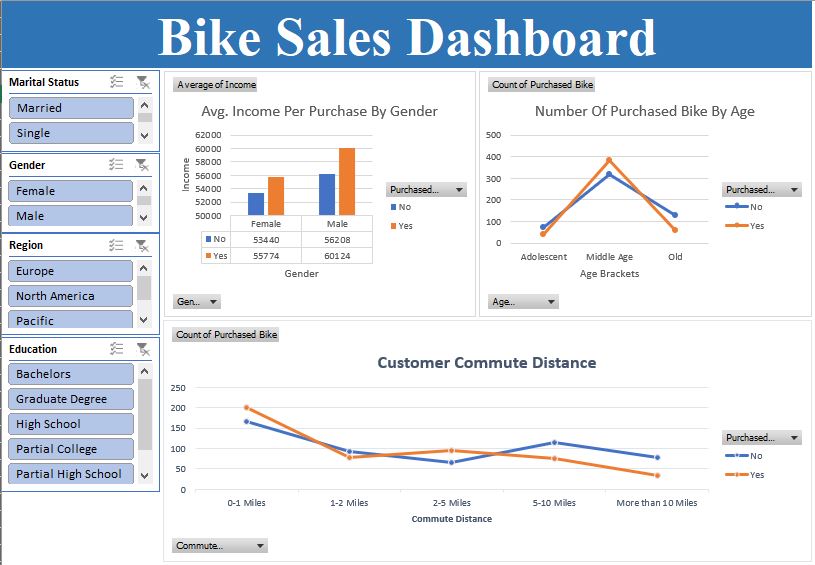 Bike Sales Dashboard
Marital Status
Married
Single
Gender
Female
Male
Region
Europe
North America
Pacific
Education
Bachelors
Graduate Degree
High School
Partial College
Partial High School
Average of Income
Avg. Income Per Purchase By Gender
62000
60000
58000
56000
54000
52000
50000
Income
Female Male
No 53440 56208
Yes 55774 60124
Gender
Purchased...
No
Yes
Gen...
Count of Purchased Bike
Number Of Purchased Bike By Age
500
400
300
200
100
0
Adolescent Middle Age Old
Age Brackets
Purchased...
No
Yes
Age...
Count of Purchased Bike
Customer Commute Distance
250
200
150
100
50
0
0-1 Miles 1-2 Miles 2-5 Miles 5-10 Miles More than 10 Miles
Commute Distance
Purchased...
No
Yes
Commute...